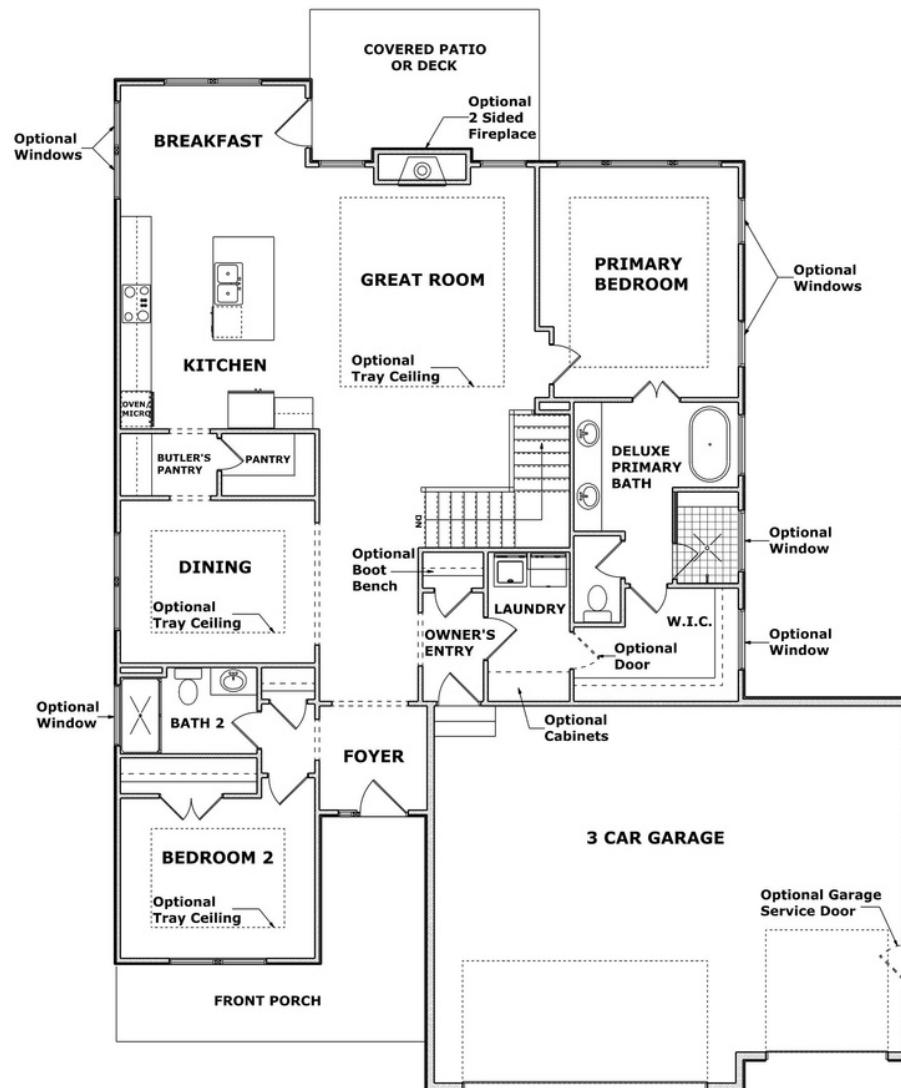 COVERED PATIO
OR DECK
Optional
2 Sided
Fireplace
Optional
Windows
BREAKFAST
GREAT ROOM
PRIMARY
BEDROOM
Optional
Windows
KITCHEN
Optional
Tray Ceiling
OVEN/
MICRO
BUTLER'S
PANTRY
PANTRY
DELUXE
PRIMARY
BATH
DN
DINING
Optional
Tray Ceiling
Optional
Boot
Bench
LAUNDRY
Optional
Window
OWNER'S
ENTRY
W.I.C.
Optional
Door
Optional
Window
Optional
Window
BATH 2
Optional
Cabinets
FOYER
3 CAR GARAGE
BEDROOM 2
Optional
Tray Ceiling
Optional Garage
Service Door
FRONT PORCH